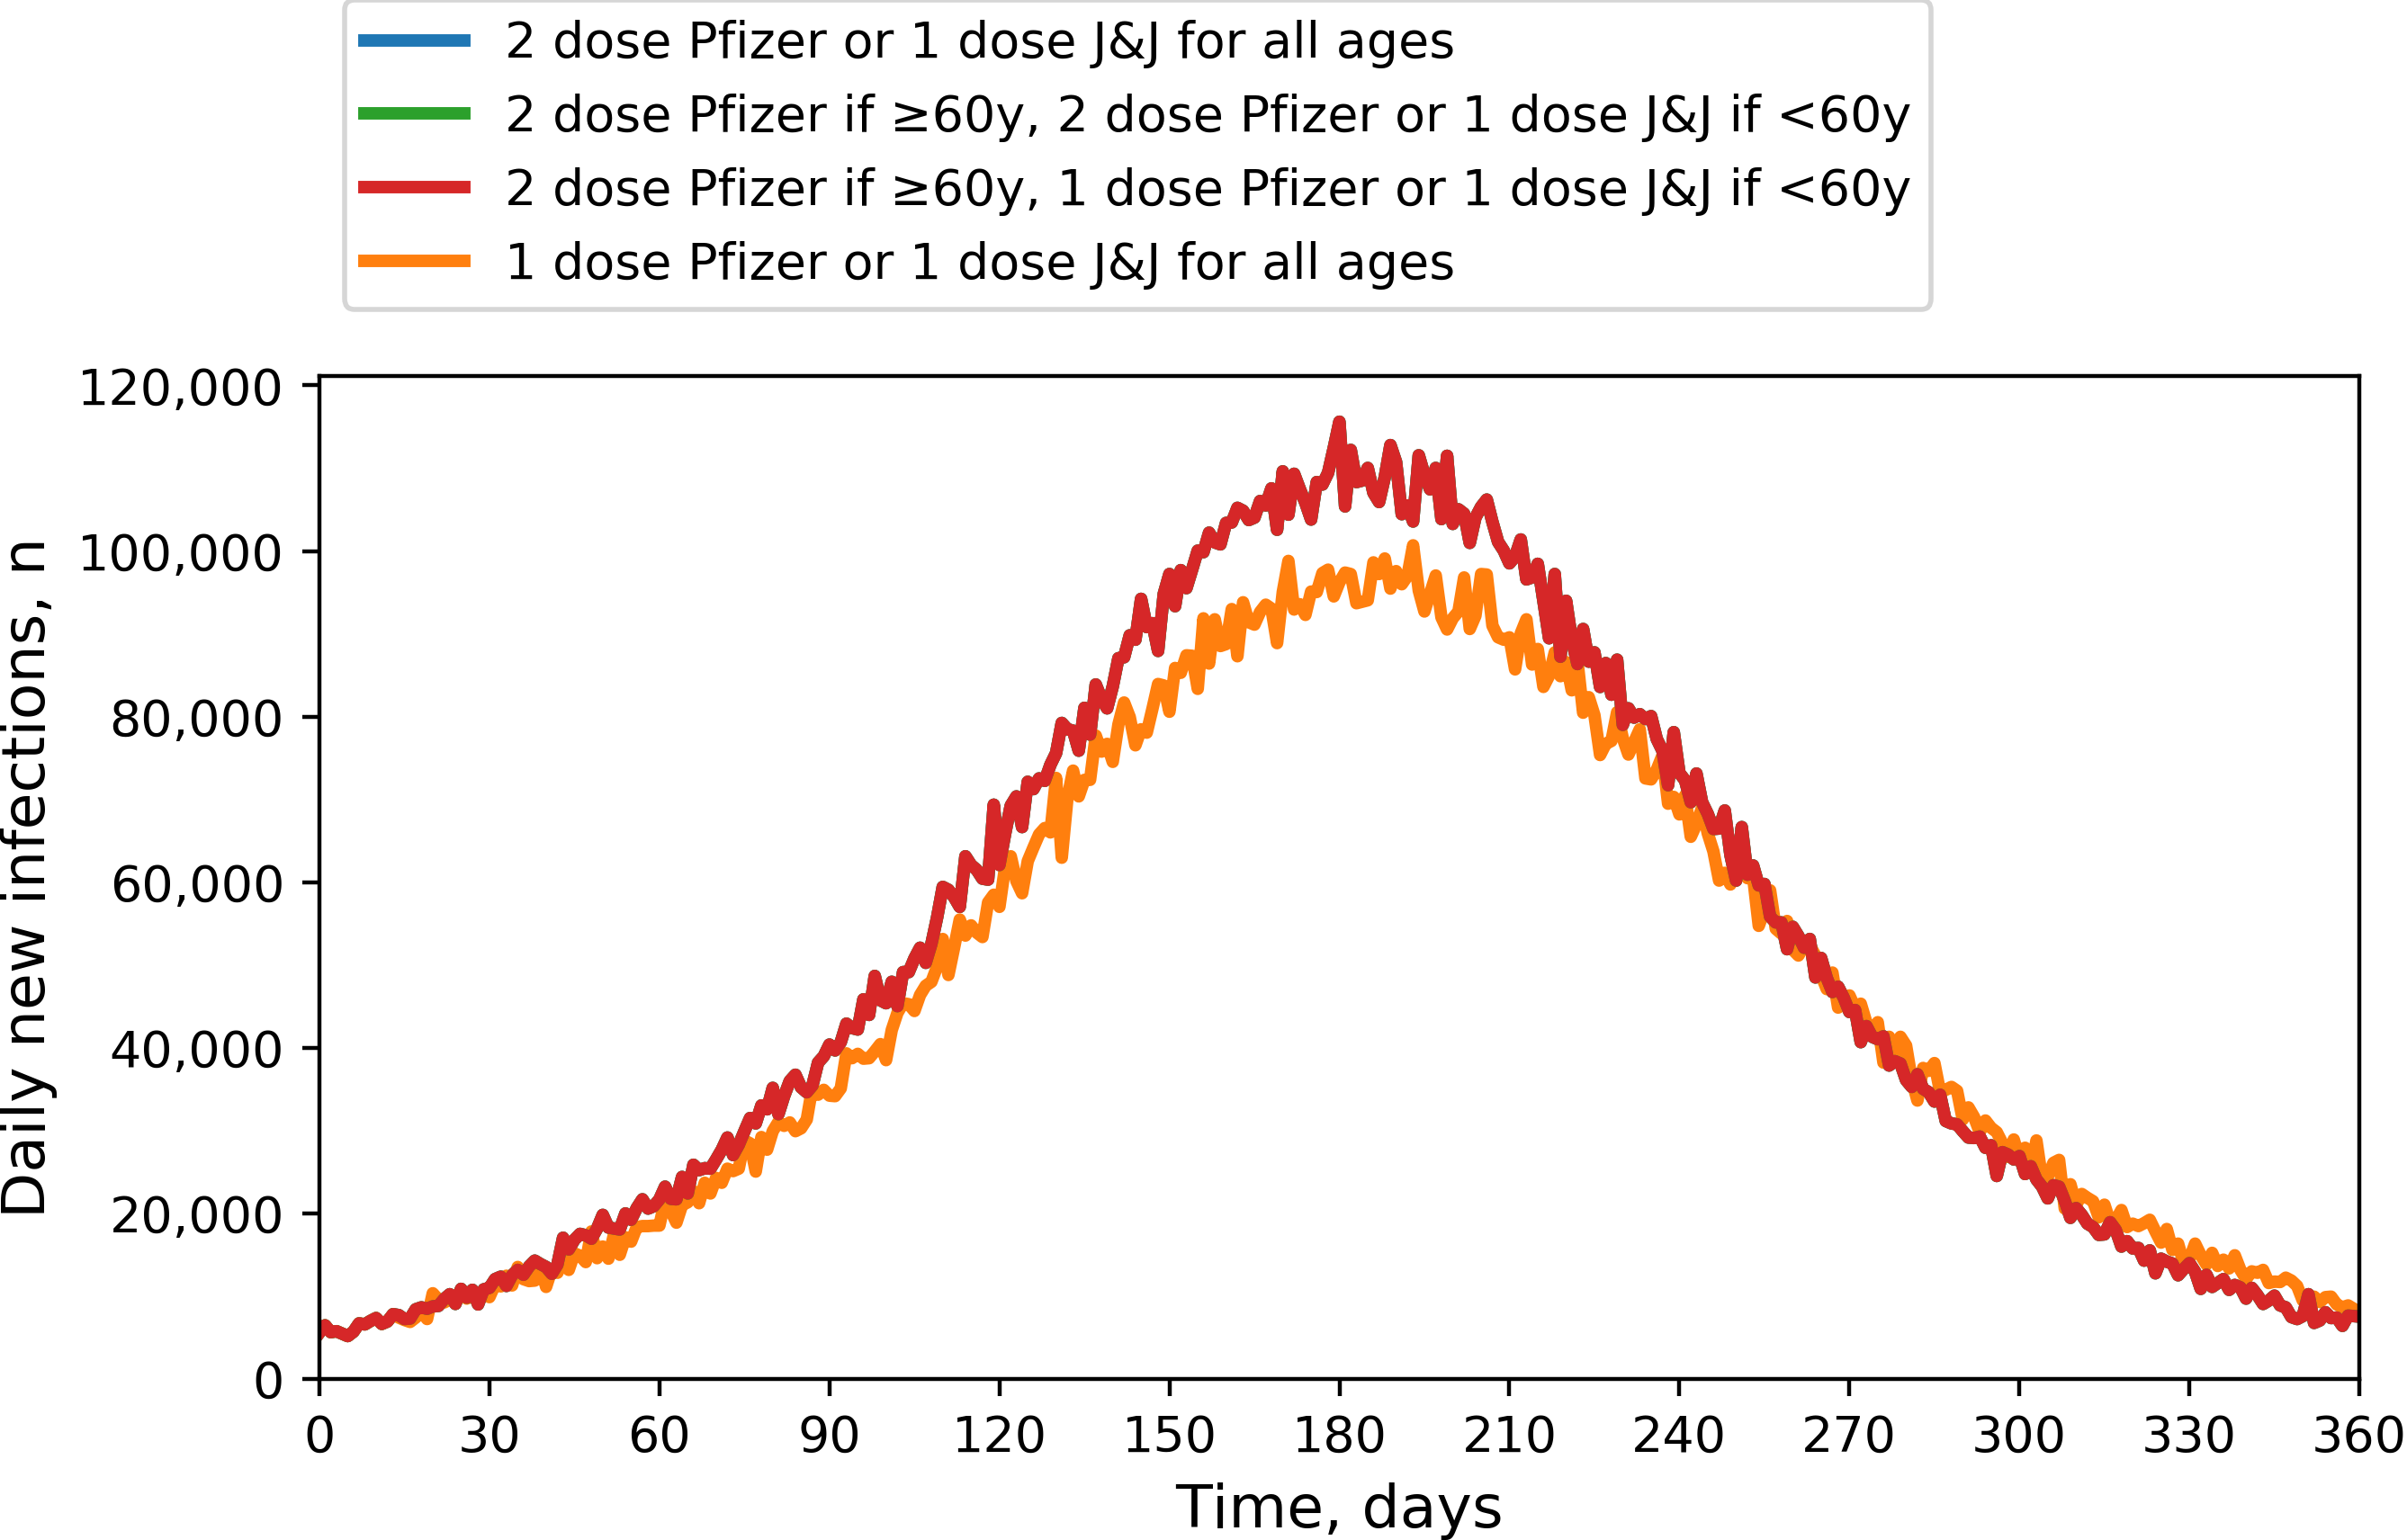 2 dose Pfizer or 1 dose J&J for all ages
2 dose Pfizer if ≥60y, 2 dose Pfizer or 1 dose J&J if <60y
2 dose Pfizer if ≥60y, 1 dose Pfizer or 1 dose J&J if <60y
1 dose Pfizer or 1 dose J&J for all ages
120,000
100,000
80,000
60,000
40,000
20,000
0
Daily new infections, n
0 30 60 90 120 150 180 210 240 270 300 330 360
Time, days